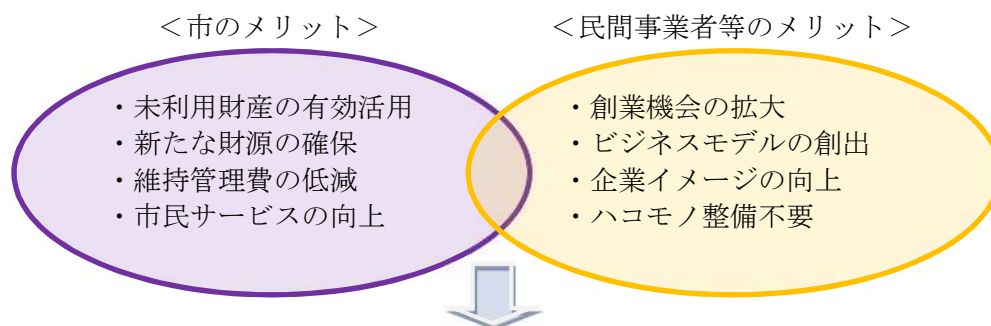 ＜市のメリット＞
＜民間事業者等のメリット＞
・未利用財産の有効活用
・新たな財源の確保
・維持管理費の低減
・市民サービスの向上
・創業機会の拡大
・ビジネスモデルの創出
・企業イメージの向上
・ハコモノ整備不要